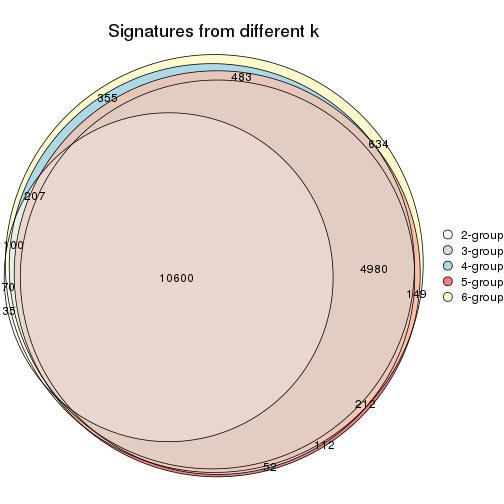 Signatures from different k
483
355
634
207
100
10600
4980
70
149
35
212
112
52
2-group
3-group
4-group
5-group
6-group